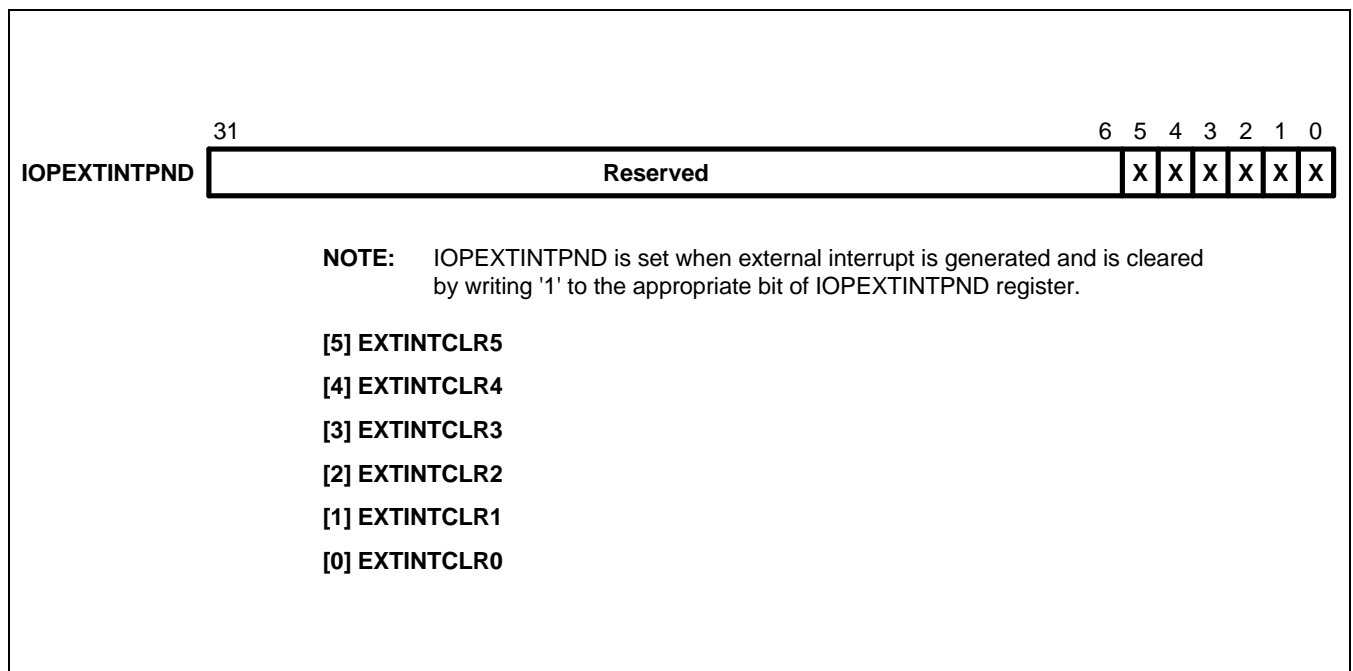 31 6 5 4 3 2 1 0
IOPEXTINTPND Reserved X X X X X X
NOTE: IOPEXTINTPND is set when external interrupt is generated and is cleared
by writing '1' to the appropriate bit of IOPEXTINTPND register.
[5] EXTINTCLR5
[4] EXTINTCLR4
[3] EXTINTCLR3
[2] EXTINTCLR2
[1] EXTINTCLR1
[0] EXTINTCLR0